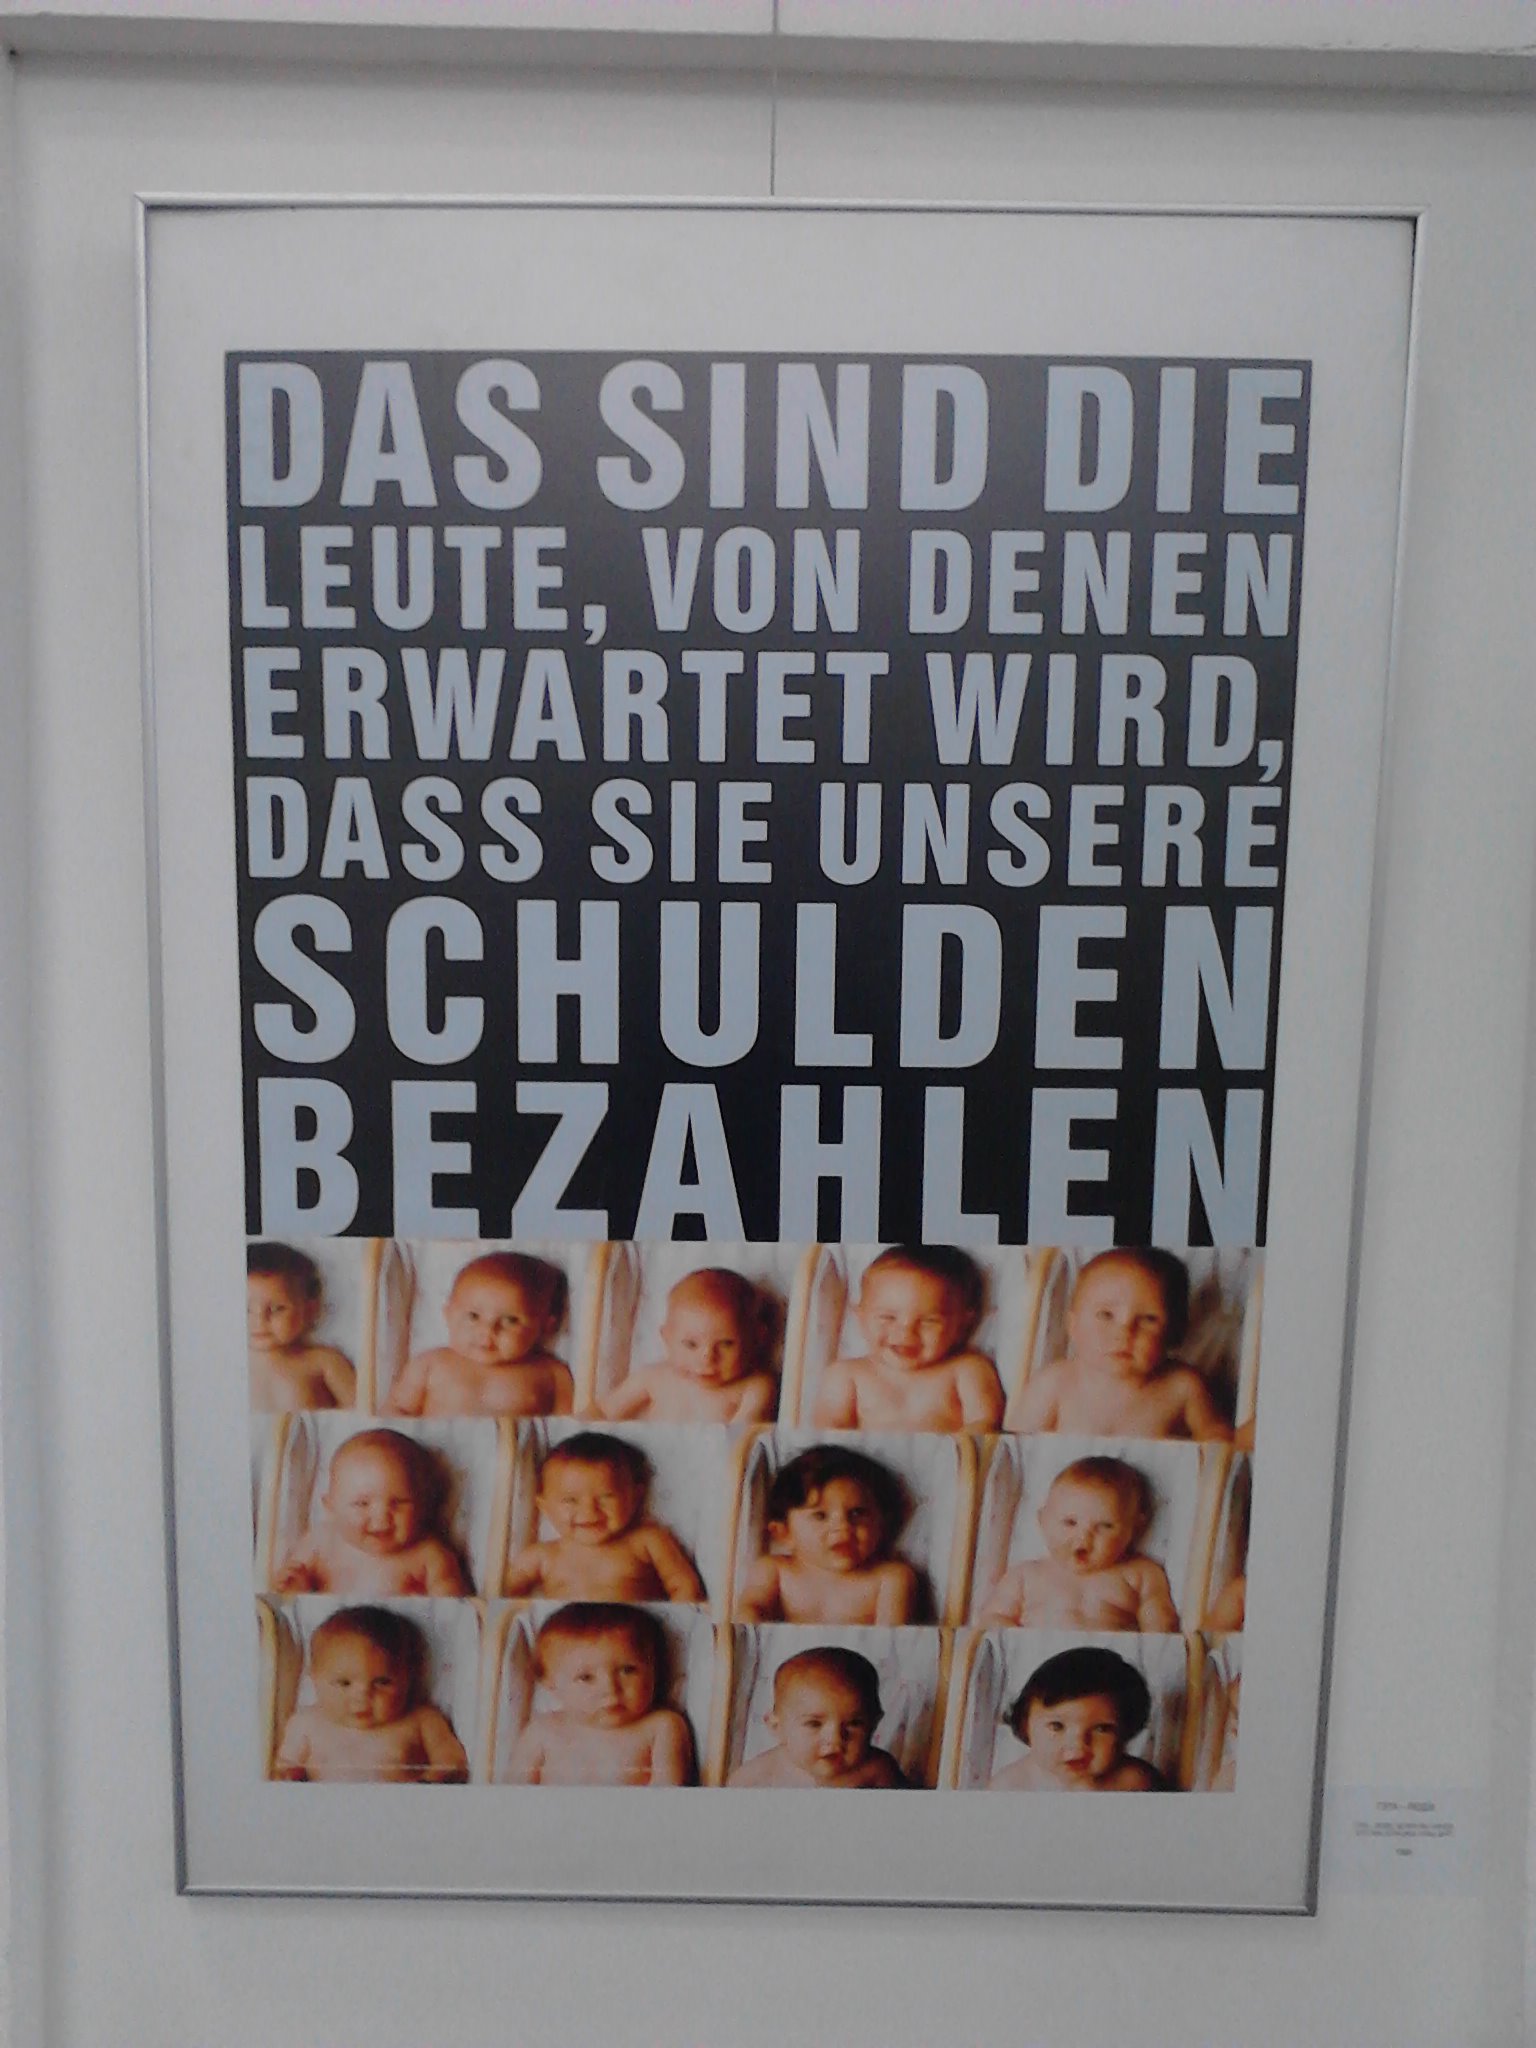 DAS SIND DIE
LEUTE, VON DENEN
ERWARTET WIRD,
DASS SIE UNSERE
SCHULDEN
BEZAHLEN